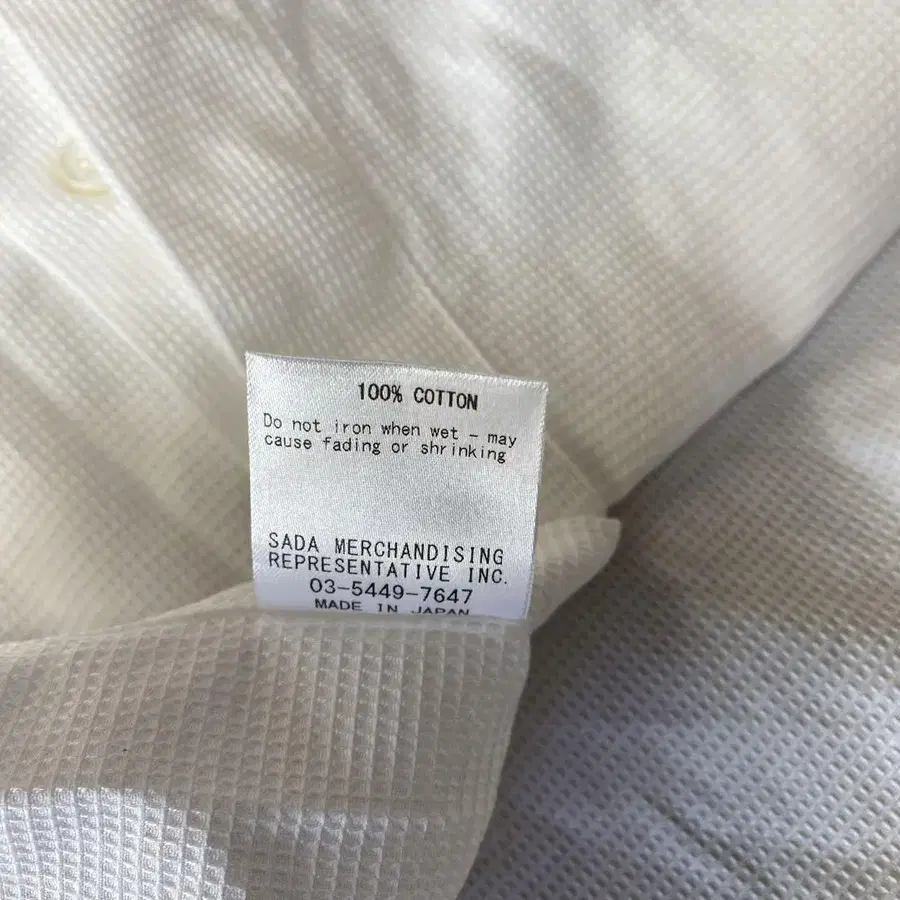 100% COTTON
Do not iron when wet – may
cause fading or shrinking
SADA MERCHANDISING
REPRESENTATIVE INC.
03-5449-7647
MADE IN JAPAN